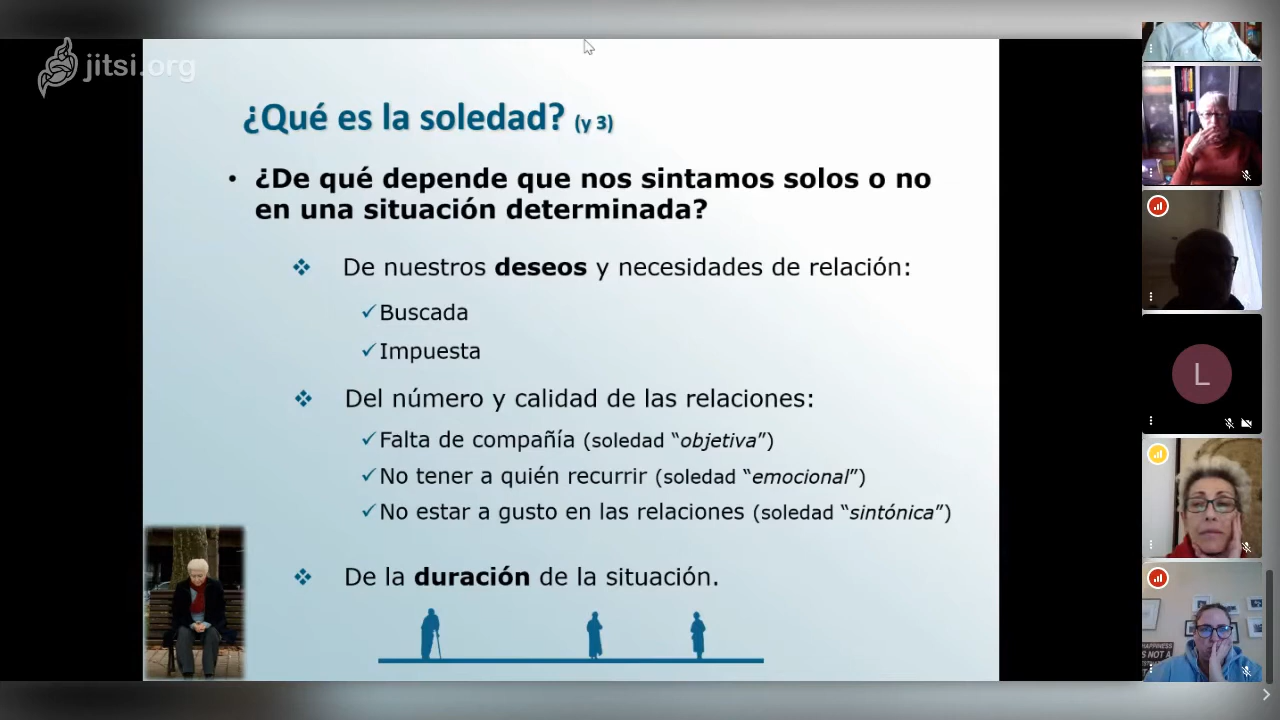 jitsi.org
¿Qué es la soledad? (y 3)
• ¿De qué depende que nos sintamos solos o no
en una situación determinada?
❖ De nuestros deseos y necesidades de relación:
✓Buscada
✓Impuesta
❖ Del número y calidad de las relaciones:
✓Falta de compañía (soledad “objetiva”)
✓No tener a quién recurrir (soledad “emocional”)
✓No estar a gusto en las relaciones (soledad “sintónica”)
❖ De la duración de la situación.
L
HAPPINESS
IS NOT A